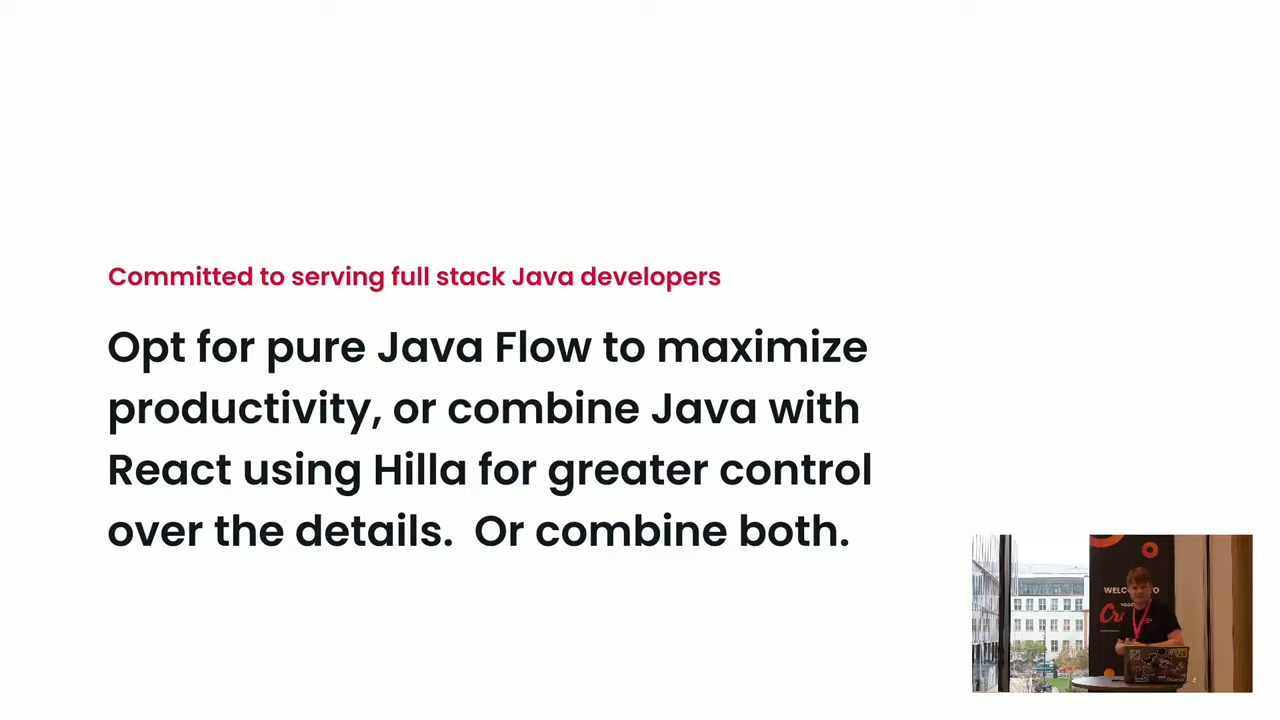 Committed to serving full stack Java developers
Opt for pure Java Flow to maximize
productivity, or combine Java with
React using Hilla for greater control
over the details.  Or combine both.